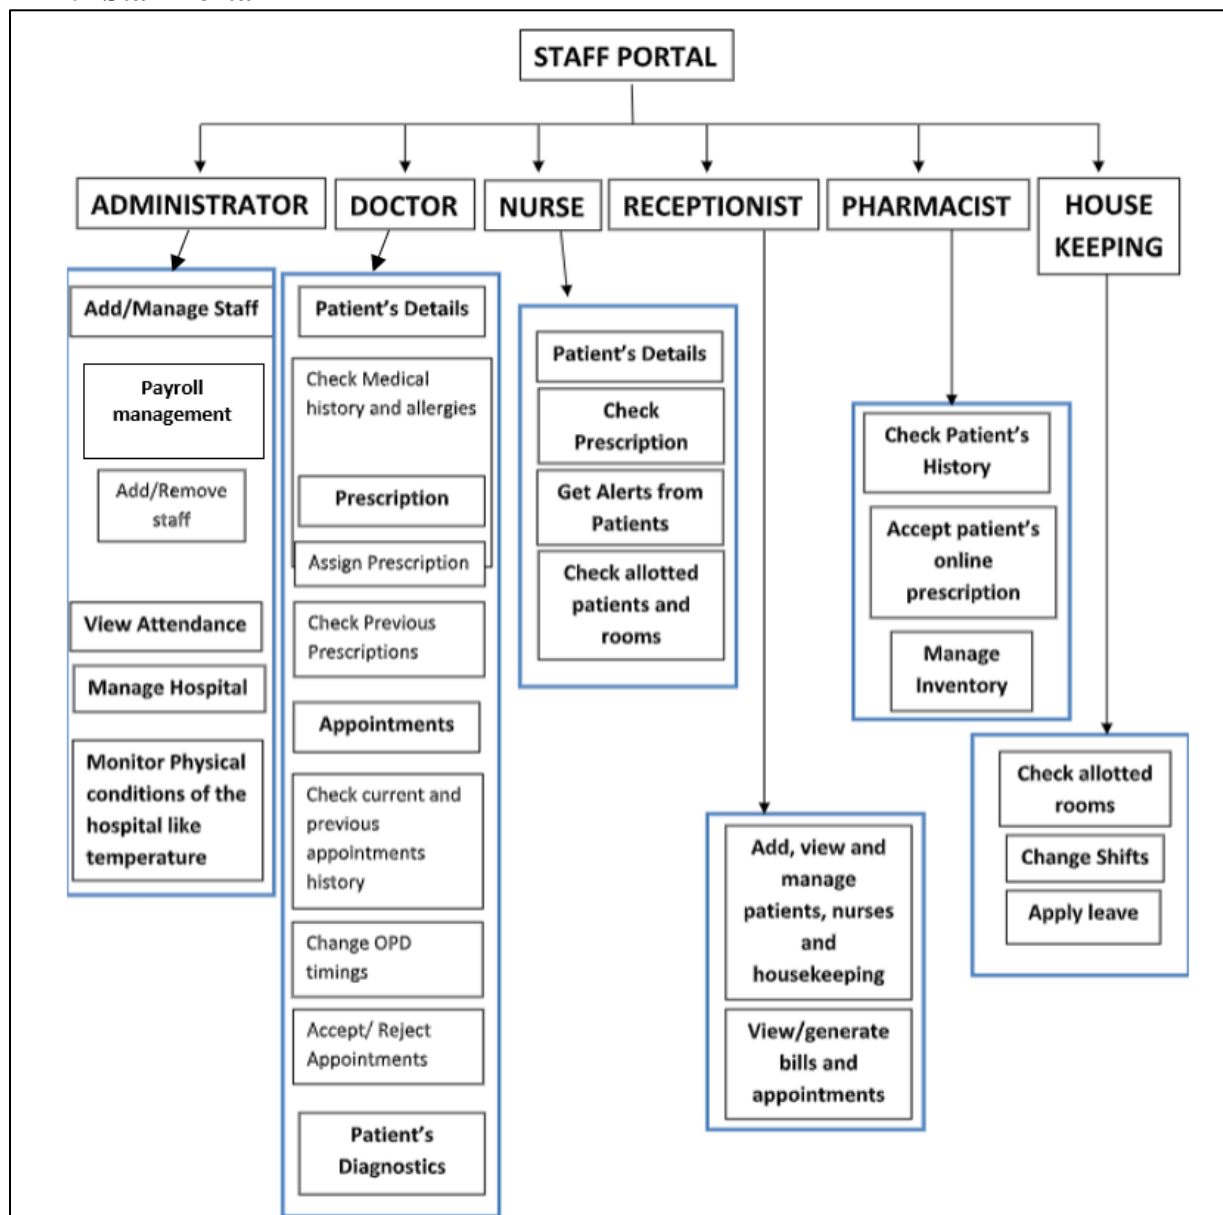 STAFF PORTAL
ADMINISTRATOR
DOCTOR
NURSE
RECEPTIONIST
PHARMACIST
HOUSE
KEEPING
Add/Manage Staff
Payroll
management
Add/Remove
staff
View Attendance
Manage Hospital
Monitor Physical
conditions of the
hospital like
temperature
Patient's Details
Check Medical
history and allergies
Prescription
Assign Prescription
Check Previous
Prescriptions
Appointments
Check current and
previous
appointments
history
Change OPD
timings
Accept/ Reject
Appointments
Patient's
Diagnostics
Patient's Details
Check
Prescription
Get Alerts from
Patients
Check allotted
patients and
rooms
Add, view and
manage
patients, nurses
and
housekeeping
View/generate
bills and
appointments
Check Patient's
History
Accept patient's
online
prescription
Manage
Inventory
Check allotted
rooms
Change Shifts
Apply leave